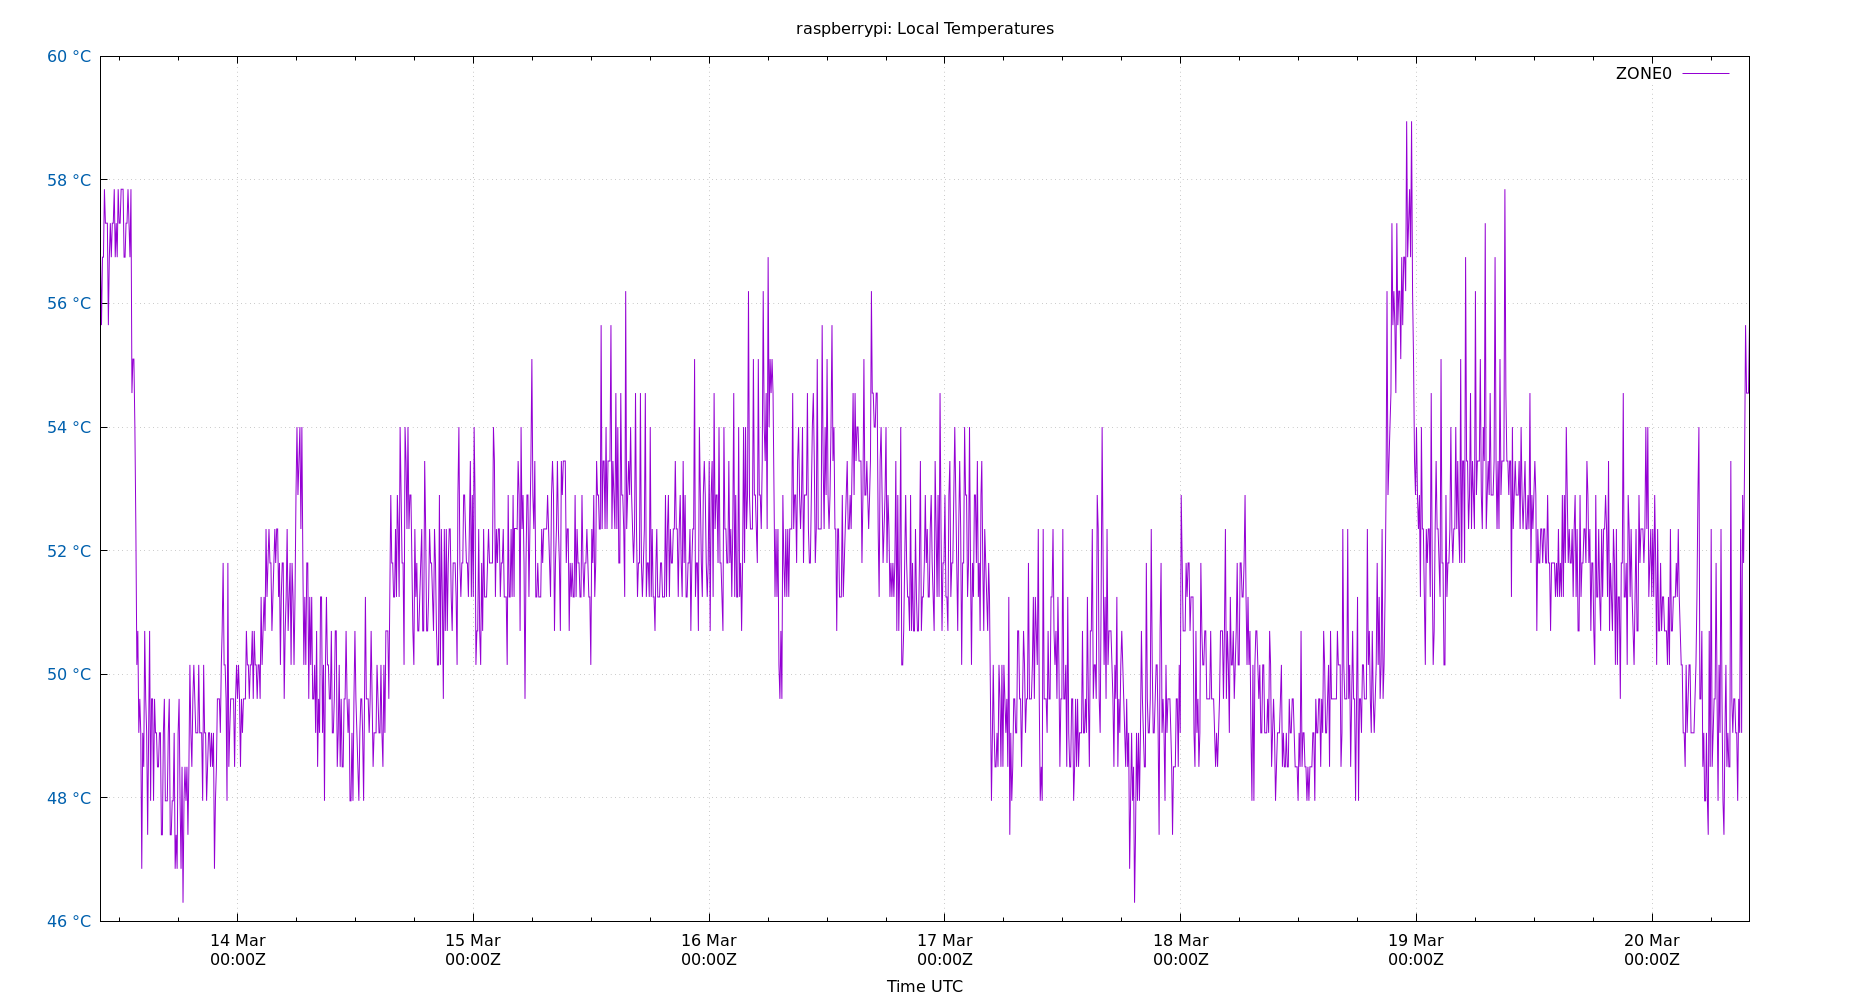 raspberrypi: Local Temperatures
60 °C
ZONE0
58 °C
56 °C
54 °C
52 °C
50 °C
48 °C
46 °C
14 Mar 15 Mar 16 Mar 17 Mar 18 Mar 19 Mar 20 Mar
00:00Z 00:00Z 00:00Z 00:00Z 00:00Z 00:00Z 00:00Z
Time UTC